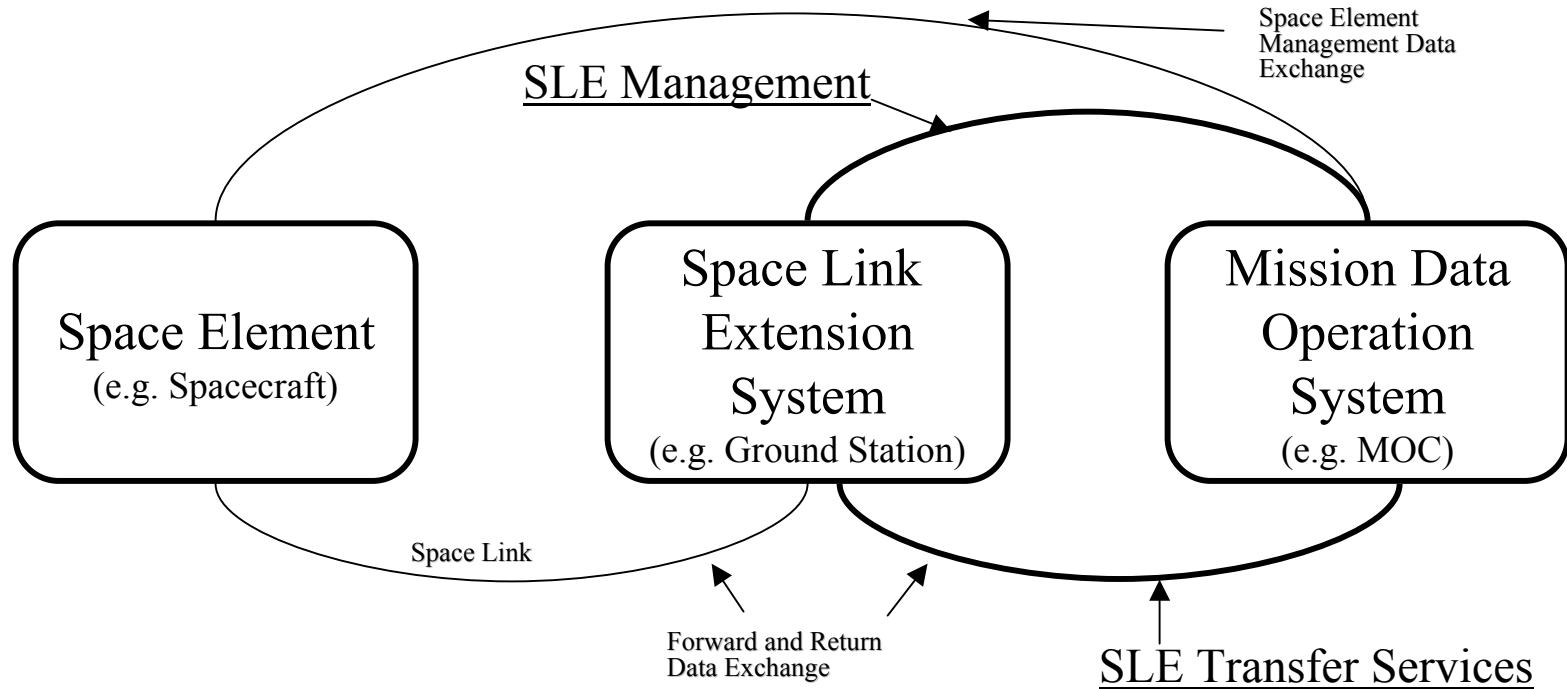 Space Element
Management Data
Exchange
SLE Management
Space Element
(e.g. Spacecraft)
Space Link
Extension
System
(e.g. Ground Station)
Mission Data
Operation
System
(e.g. MOC)
Space Link
Forward and Return
Data Exchange
SLE Transfer Services